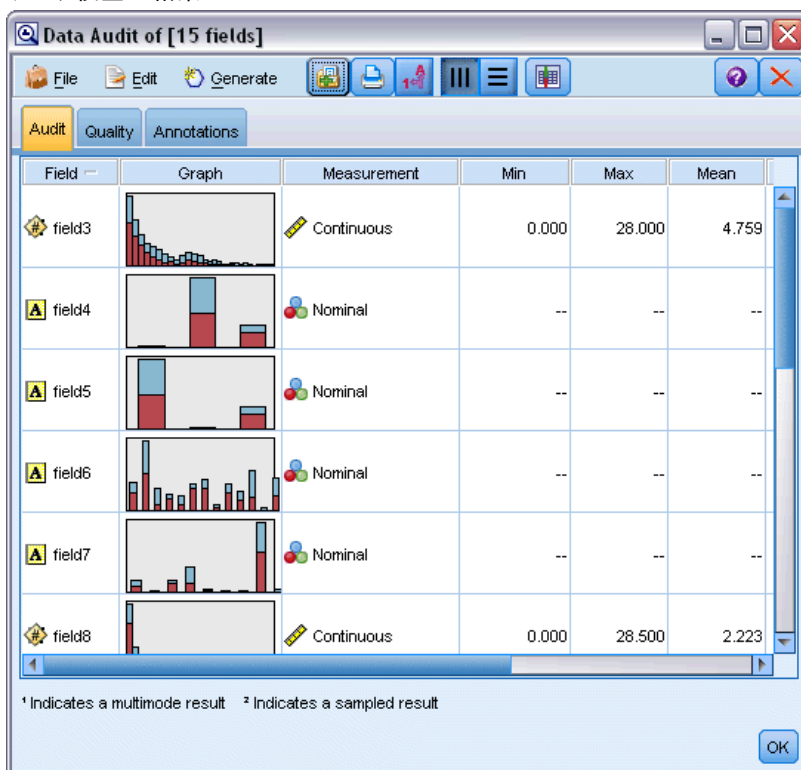 Data Audit of [15 fields]
File Edit Generate
Audit Quality Annotations
Field Graph Measurement Min Max Mean
field3 Continuous 0.000 28.000 4.759
A field4 Nominal -- -- --
A field5 Nominal -- -- --
A field6 Nominal -- -- --
A field7 Nominal -- -- --
field8 Continuous 0.000 28.500 2.223
¹ Indicates a multimode result ² Indicates a sampled result
OK